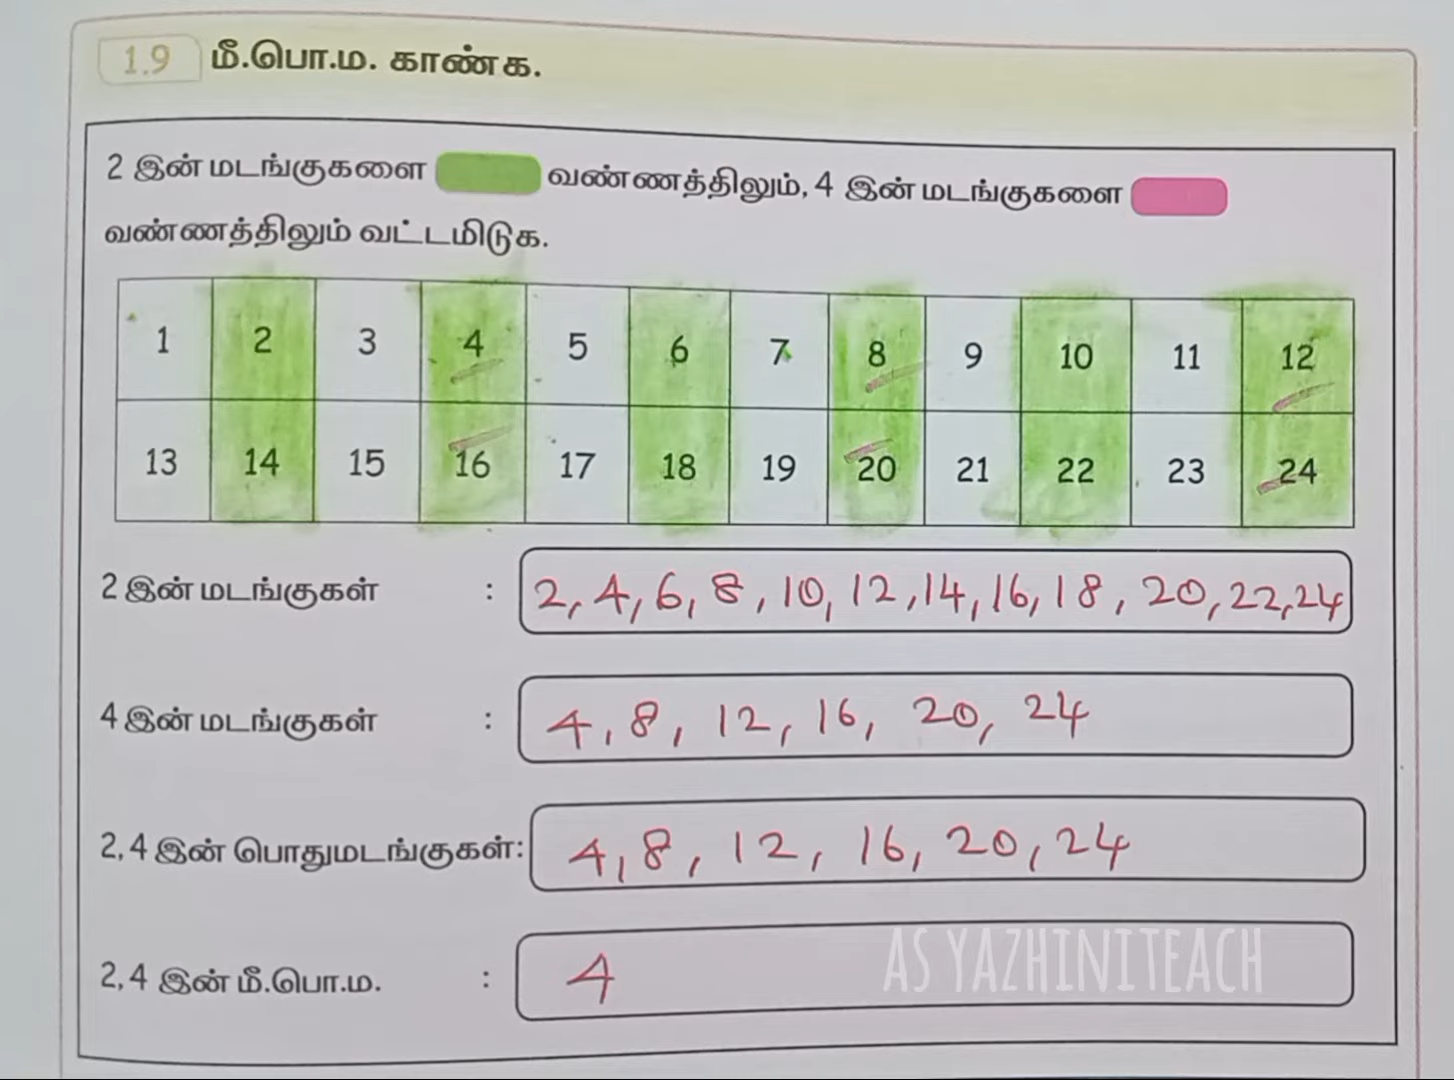 1.9 மீ.பொ.ம. காண்க.
2 இன் மடங்குகளை வண்ணத்திலும், 4 இன் மடங்குகளை
வண்ணத்திலும் வட்டமிடுக.
1 2 3 4 5 6 7 8 9 10 11 12
13 14 15 16 17 18 19 20 21 22 23 24
2 இன் மடங்குகள் : 2, 4, 6, 8, 10, 12, 14, 16, 18, 20, 22, 24
4 இன் மடங்குகள் : 4, 8, 12, 16, 20, 24
2, 4 இன் பொதுமடங்குகள்: 4, 8, 12, 16, 20, 24
2, 4 இன் மீ.பொ.ம. : 4
AS YAZHINITEACH